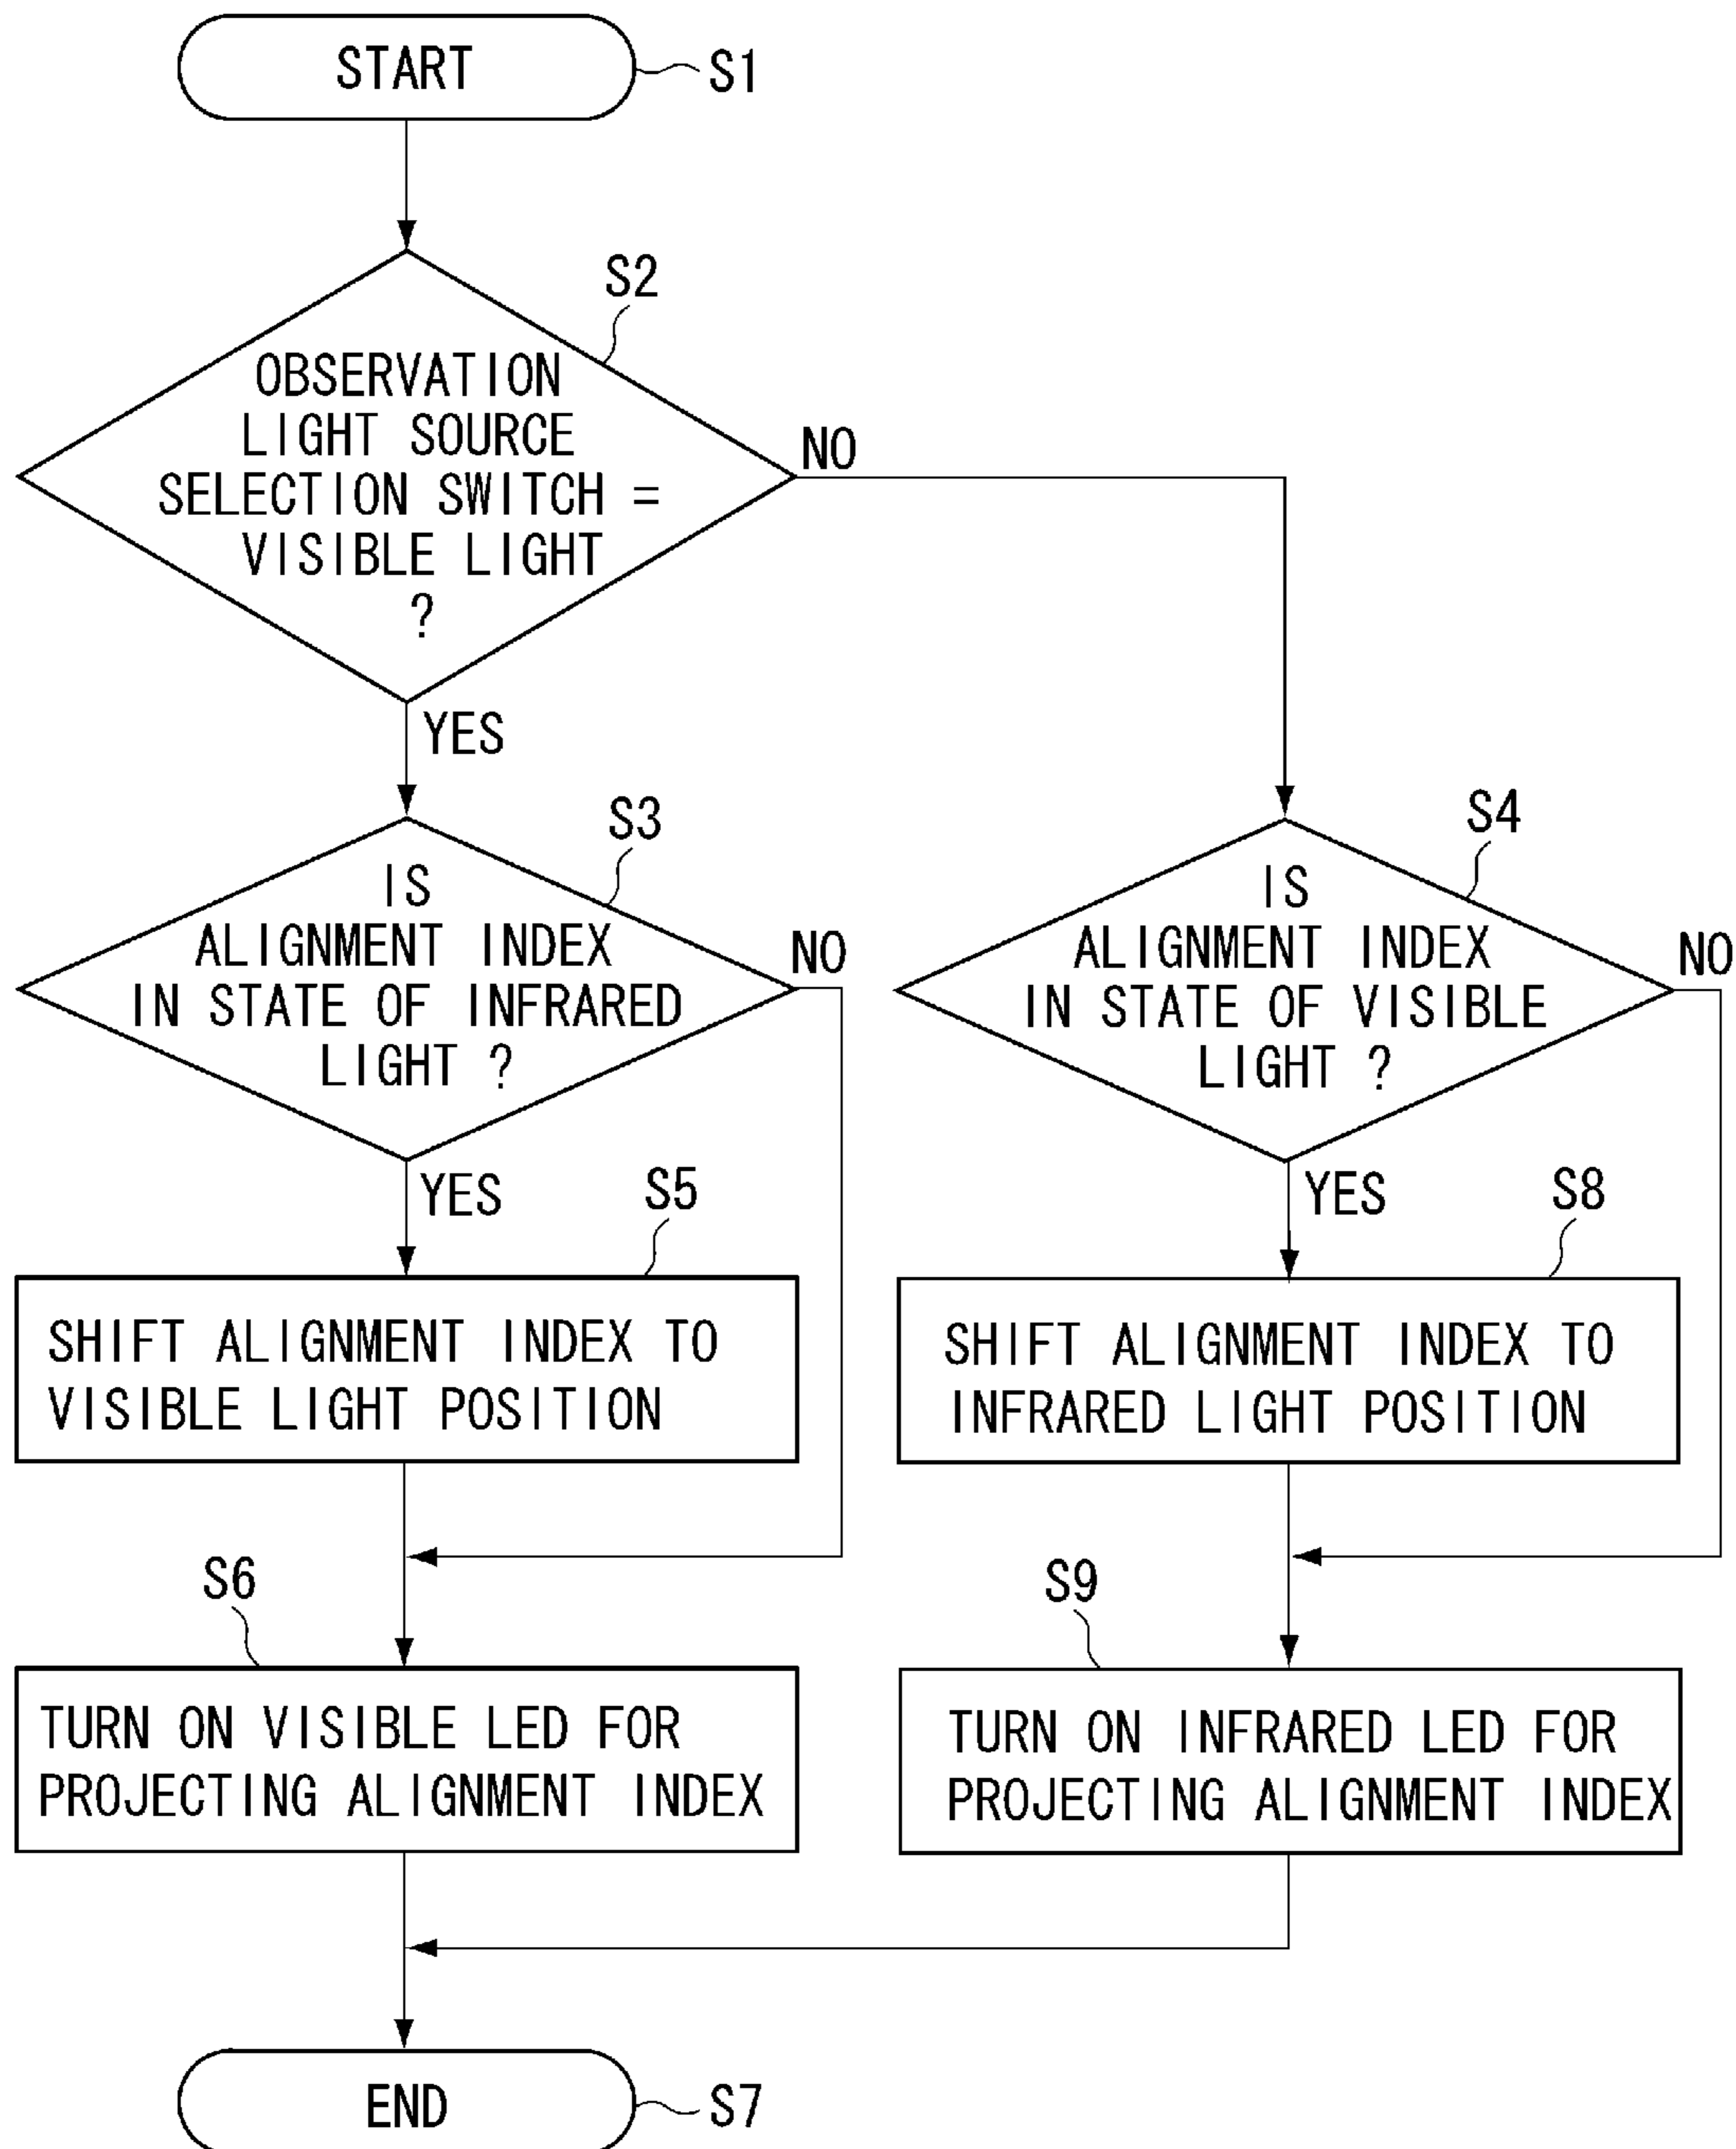 START
S1
S2
OBSERVATION
LIGHT SOURCE
SELECTION SWITCH =
VISIBLE LIGHT
?
NO
YES
S3
IS
ALIGNMENT INDEX
IN STATE OF INFRARED
LIGHT ?
NO
YES
S4
IS
ALIGNMENT INDEX
IN STATE OF VISIBLE
LIGHT ?
NO
YES
S5
SHIFT ALIGNMENT INDEX TO
VISIBLE LIGHT POSITION
S8
SHIFT ALIGNMENT INDEX TO
INFRARED LIGHT POSITION
S6
TURN ON VISIBLE LED FOR
PROJECTING ALIGNMENT INDEX
S9
TURN ON INFRARED LED FOR
PROJECTING ALIGNMENT INDEX
END
S7